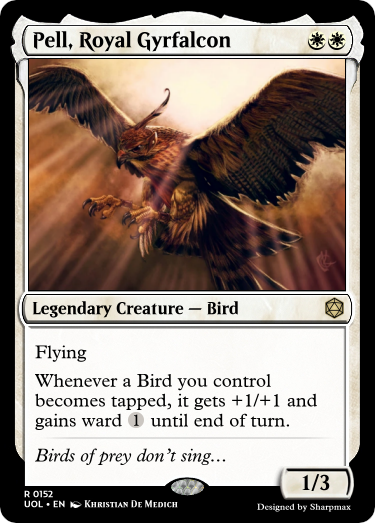 Pell, Royal Gyrfalcon
Legendary Creature — Bird
Flying
Whenever a Bird you control
becomes tapped, it gets +1/+1 and
gains ward 1 until end of turn.
Birds of prey don't sing…
1/3
R 0152
UOL • EN Khristian De Medich
Designed by Sharpmax